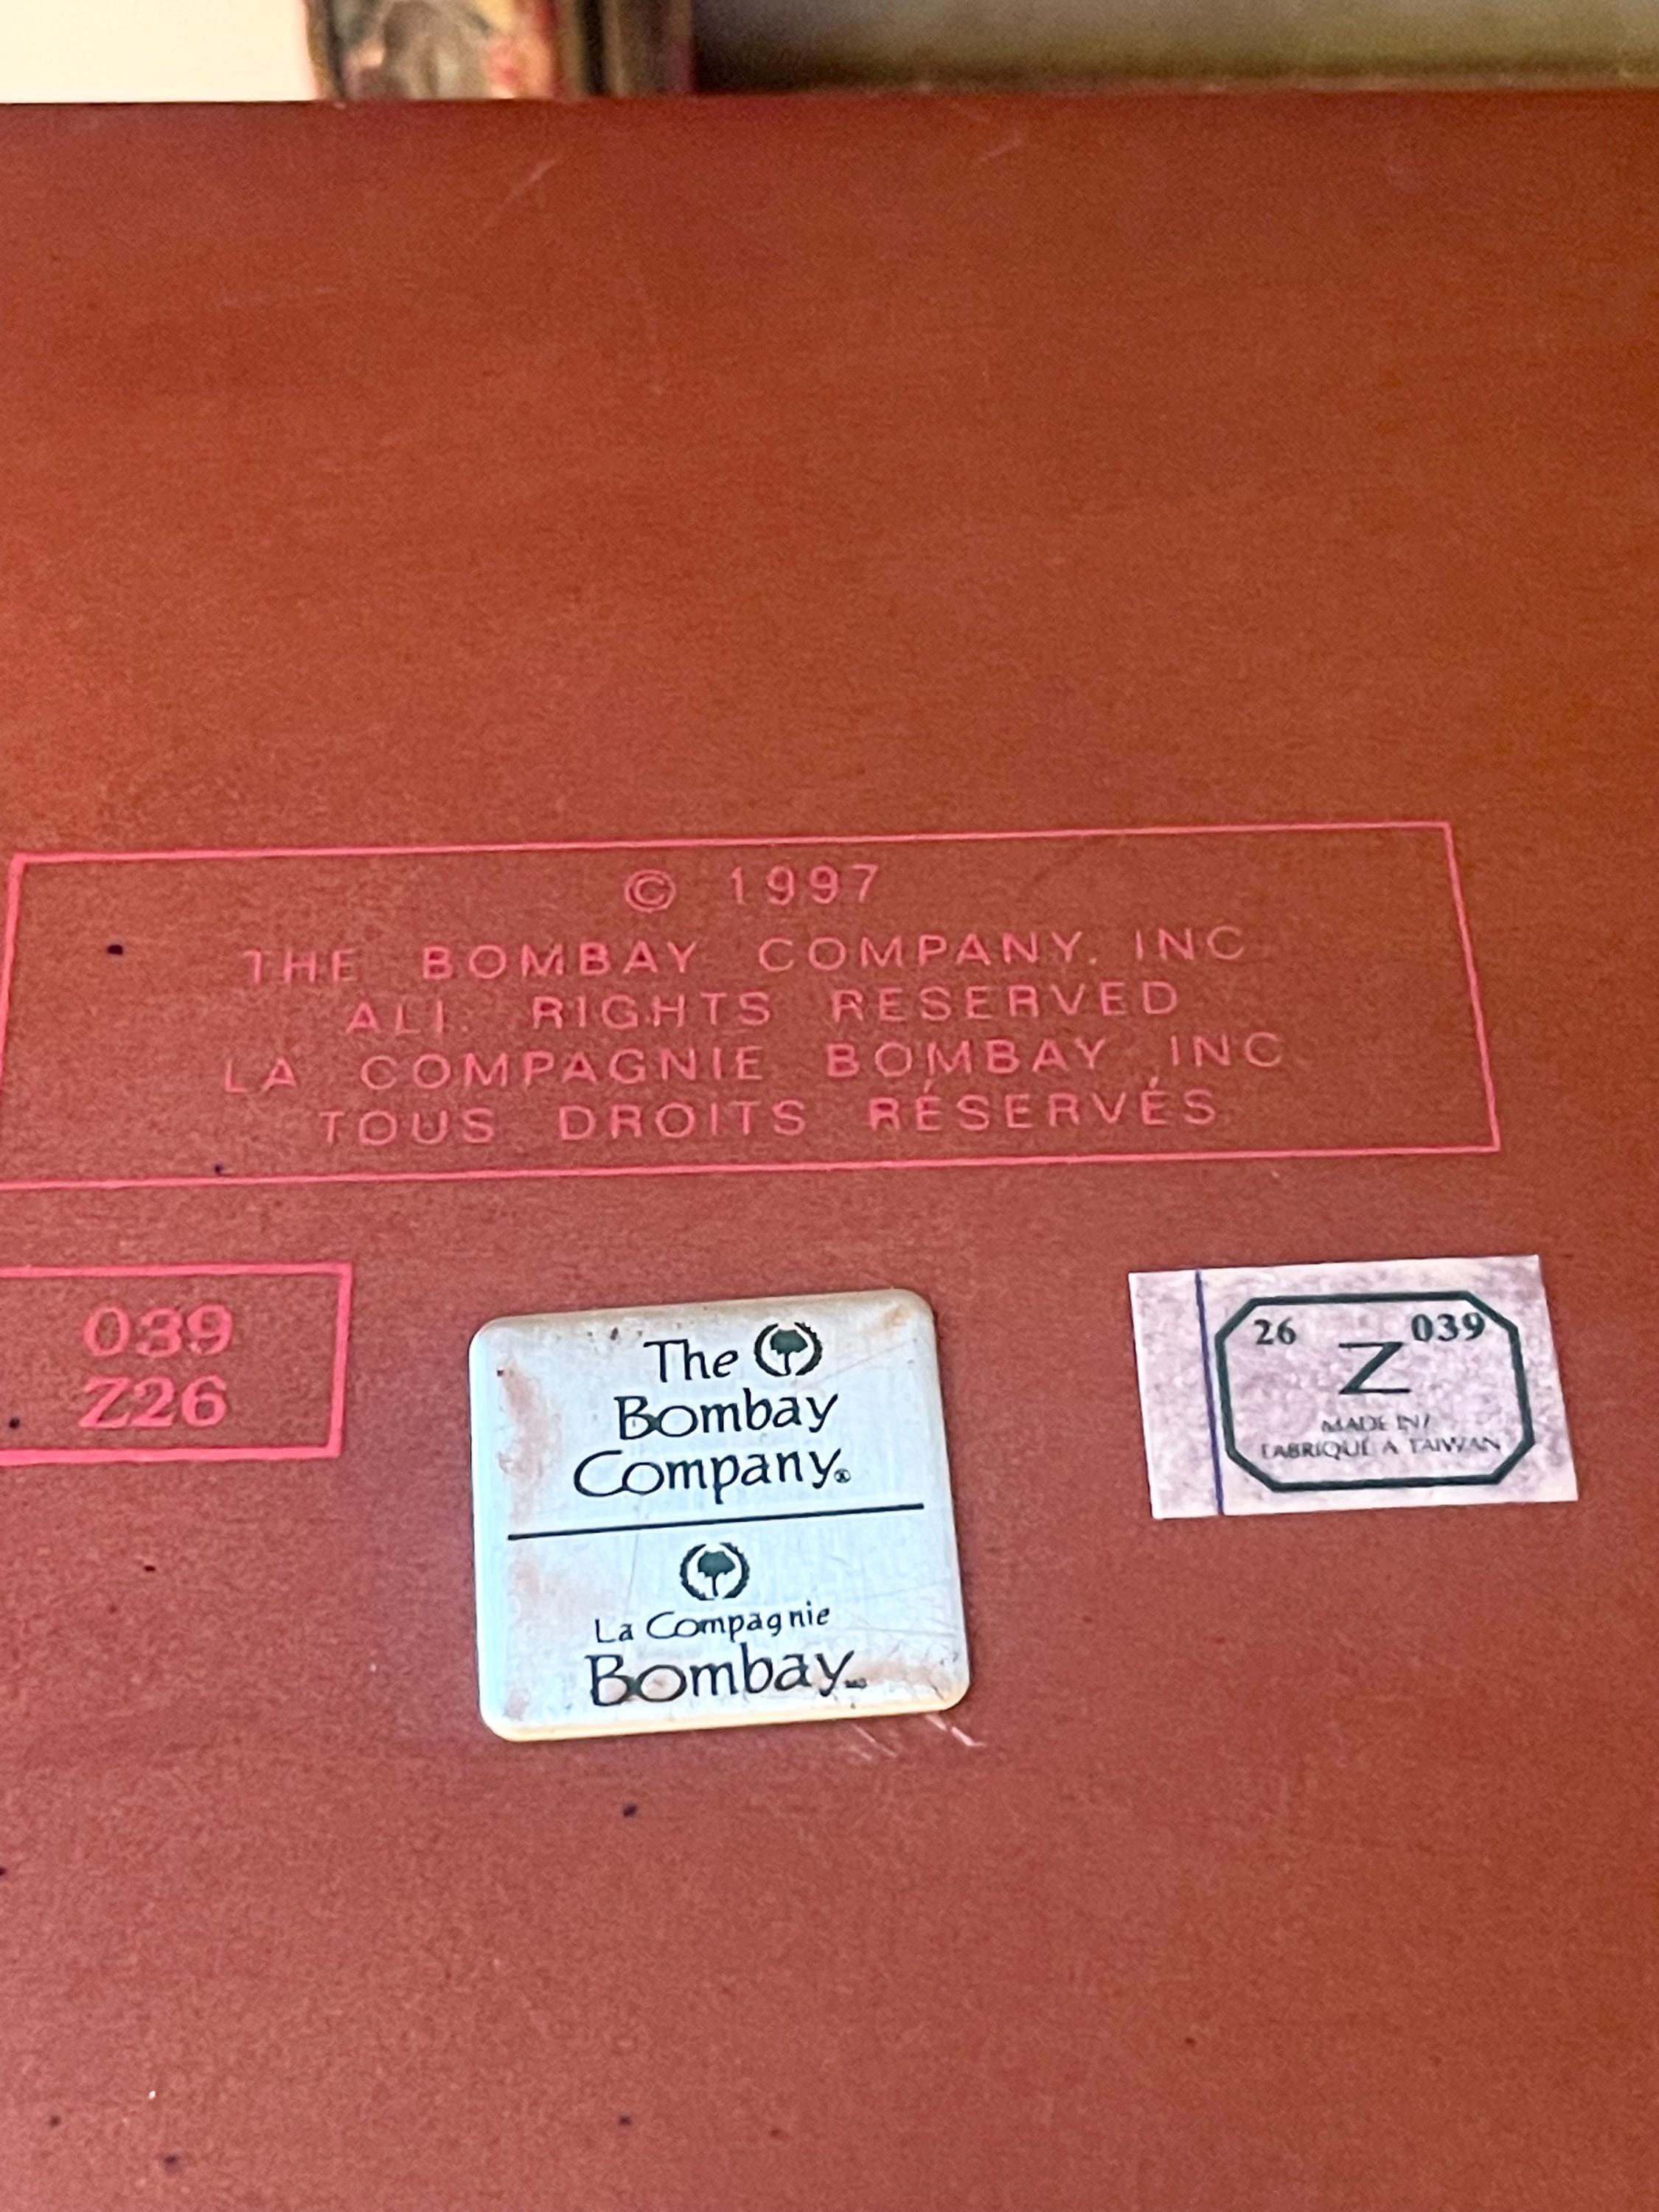 © 1997
THE BOMBAY COMPANY, INC
ALL RIGHTS RESERVED
LA COMPAGNIE BOMBAY, INC
TOUS DROITS RÉSERVÉS
039
Z26
The
Bombay
Company®
La Compagnie
Bombay
26 Z 039
MADE IN/
FABRIQUÉ A TAIWAN